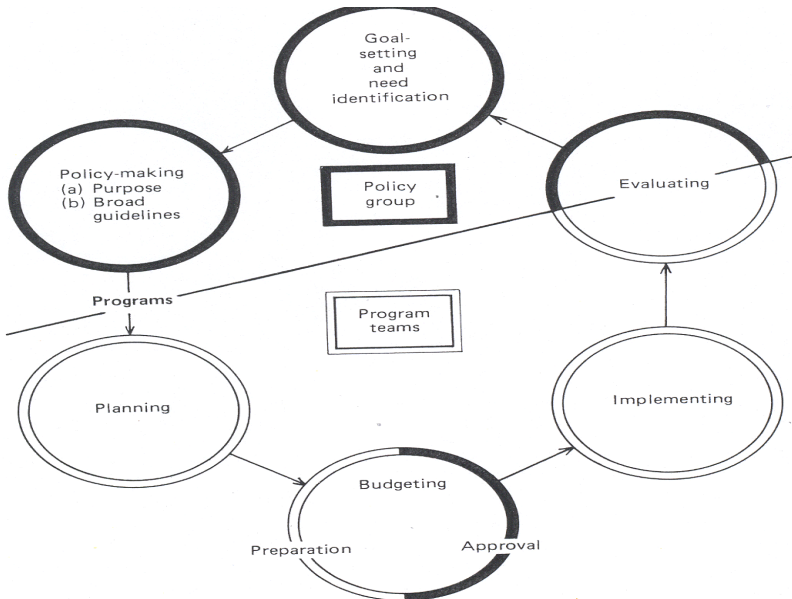 Goal-
setting
and
need
identification
Policy-making
(a) Purpose
(b) Broad
guidelines
Policy
group
Evaluating
Programs
Program
teams
Planning
Implementing
Budgeting
Preparation
Approval